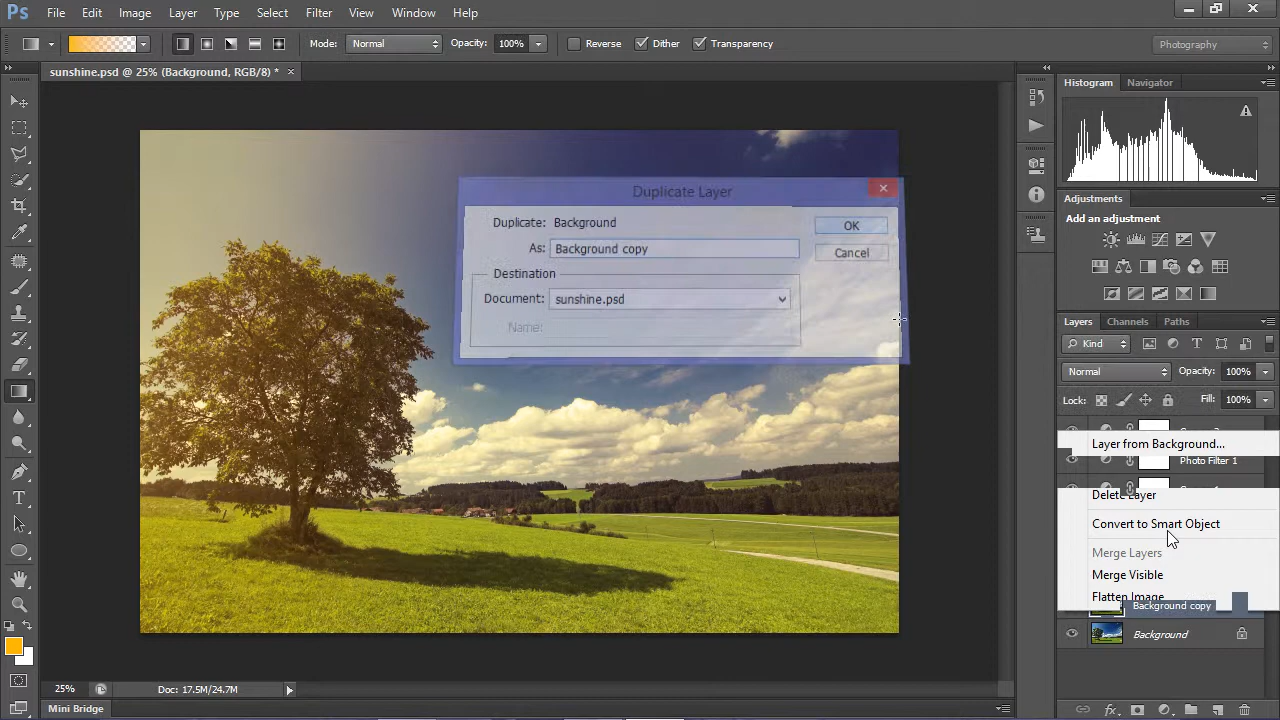 Ps File Edit Image Layer Type Select Filter View Window Help
Mode: Normal Opacity: 100% Reverse Dither Transparency Photography
sunshine.psd @ 25% (Background, RGB/8) * ×
Histogram Navigator
Duplicate Layer
Duplicate: Background OK
As: Background copy Cancel
Destination
Document: sunshine.psd
Name:
Adjustments
Add an adjustment
Layers Channels Paths
Kind
Normal Opacity: 100%
Lock: Fill: 100%
Layer from Background...
Photo Filter 1
Delete Layer
Convert to Smart Object
Merge Layers
Merge Visible
Flatten Image
Background copy
Background
25% Doc: 17.5M/24.7M
Mini Bridge